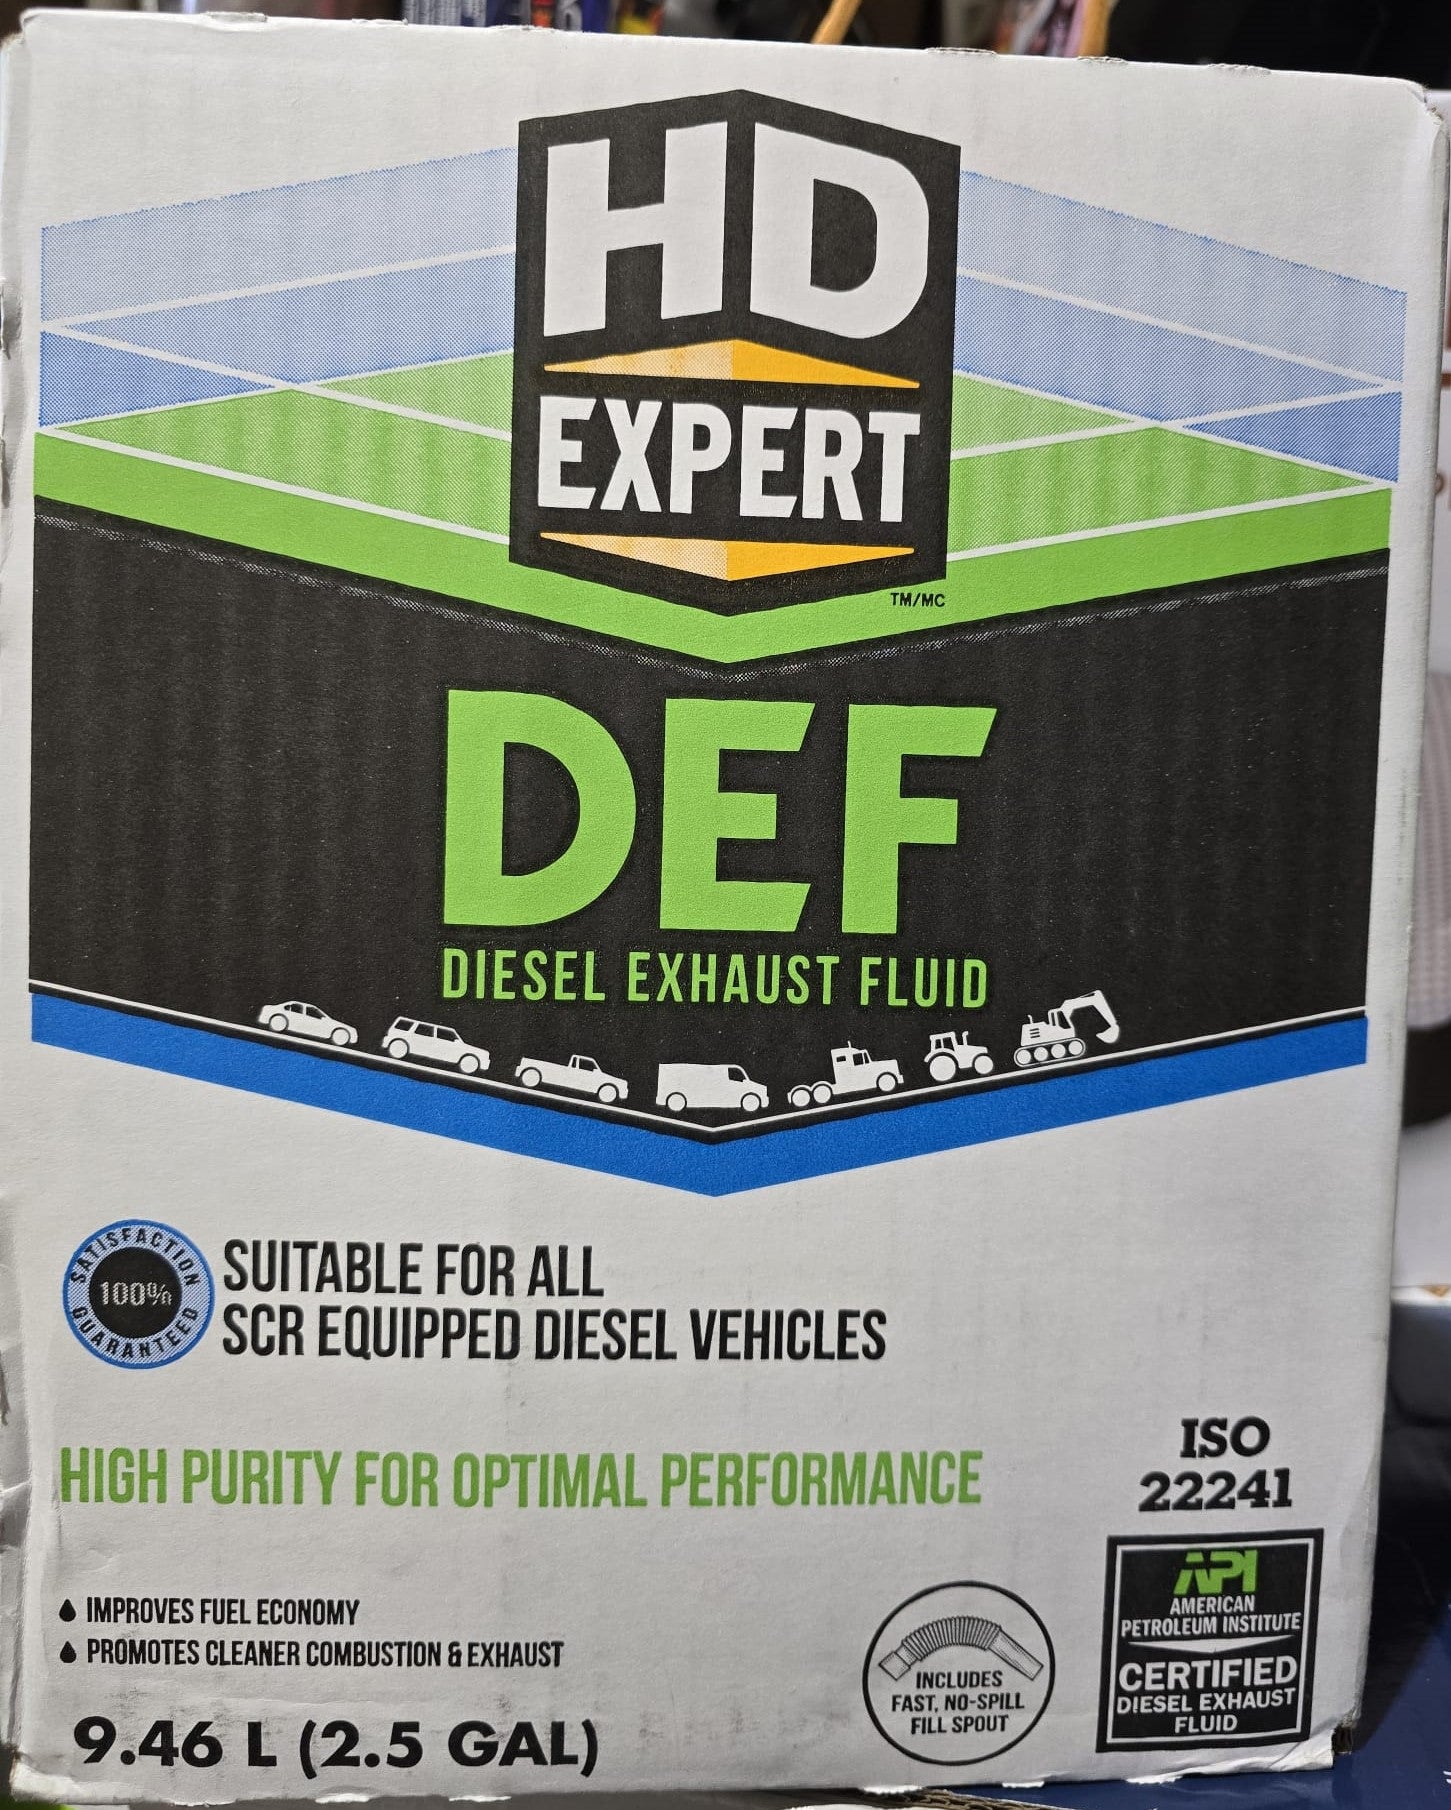 HD
EXPERT
TM/MC
DEF
DIESEL EXHAUST FLUID
SATISFACTION
100%
GUARANTEED
SUITABLE FOR ALL
SCR EQUIPPED DIESEL VEHICLES
HIGH PURITY FOR OPTIMAL PERFORMANCE
ISO
22241
IMPROVES FUEL ECONOMY
PROMOTES CLEANER COMBUSTION & EXHAUST
9.46 L (2.5 GAL)
INCLUDES
FAST, NO-SPILL
FILL SPOUT
API
AMERICAN
PETROLEUM INSTITUTE
CERTIFIED
DIESEL EXHAUST
FLUID